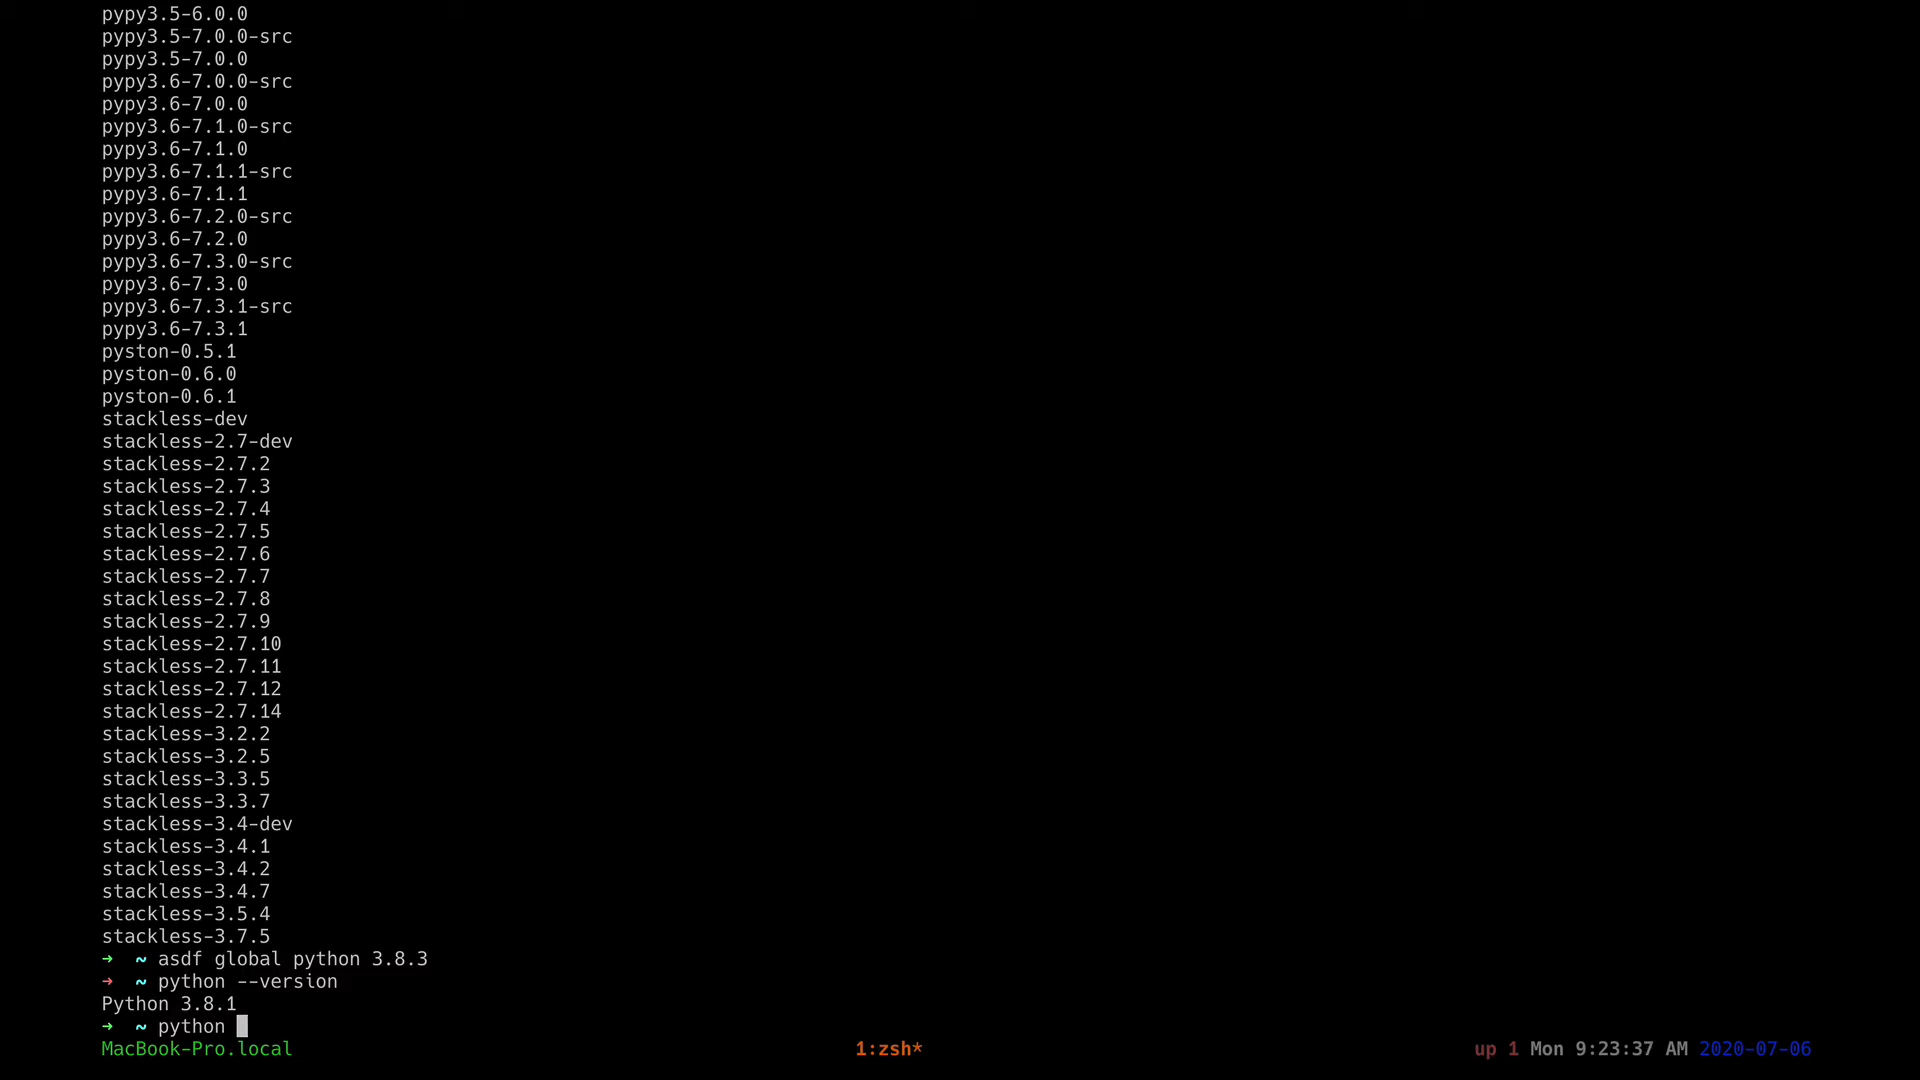 pypy3.5-6.0.0
pypy3.5-7.0.0-src
pypy3.5-7.0.0
pypy3.6-7.0.0-src
pypy3.6-7.0.0
pypy3.6-7.1.0-src
pypy3.6-7.1.0
pypy3.6-7.1.1-src
pypy3.6-7.1.1
pypy3.6-7.2.0-src
pypy3.6-7.2.0
pypy3.6-7.3.0-src
pypy3.6-7.3.0
pypy3.6-7.3.1-src
pypy3.6-7.3.1
pyston-0.5.1
pyston-0.6.0
pyston-0.6.1
stackless-dev
stackless-2.7-dev
stackless-2.7.2
stackless-2.7.3
stackless-2.7.4
stackless-2.7.5
stackless-2.7.6
stackless-2.7.7
stackless-2.7.8
stackless-2.7.9
stackless-2.7.10
stackless-2.7.11
stackless-2.7.12
stackless-2.7.14
stackless-3.2.2
stackless-3.2.5
stackless-3.3.5
stackless-3.3.7
stackless-3.4-dev
stackless-3.4.1
stackless-3.4.2
stackless-3.4.7
stackless-3.5.4
stackless-3.7.5
➜  ~ asdf global python 3.8.3
➜  ~ python --version
Python 3.8.1
➜  ~ python
MacBook-Pro.local 1:zsh* up 1 Mon 9:23:37 AM 2020-07-06